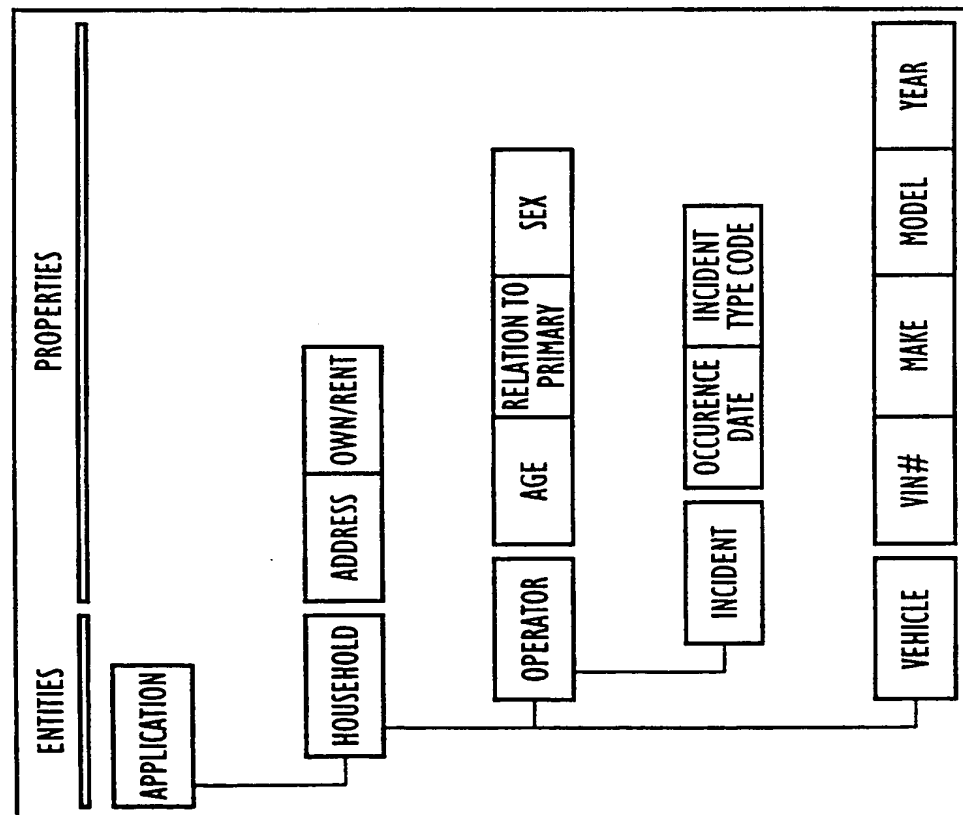 ENTITIES
PROPERTIES
APPLICATION
HOUSEHOLD
ADDRESS
OWN/RENT
OPERATOR
AGE
RELATION TO
PRIMARY
SEX
INCIDENT
OCCURENCE
DATE
INCIDENT
TYPE CODE
VEHICLE
VIN#
MAKE
MODEL
YEAR